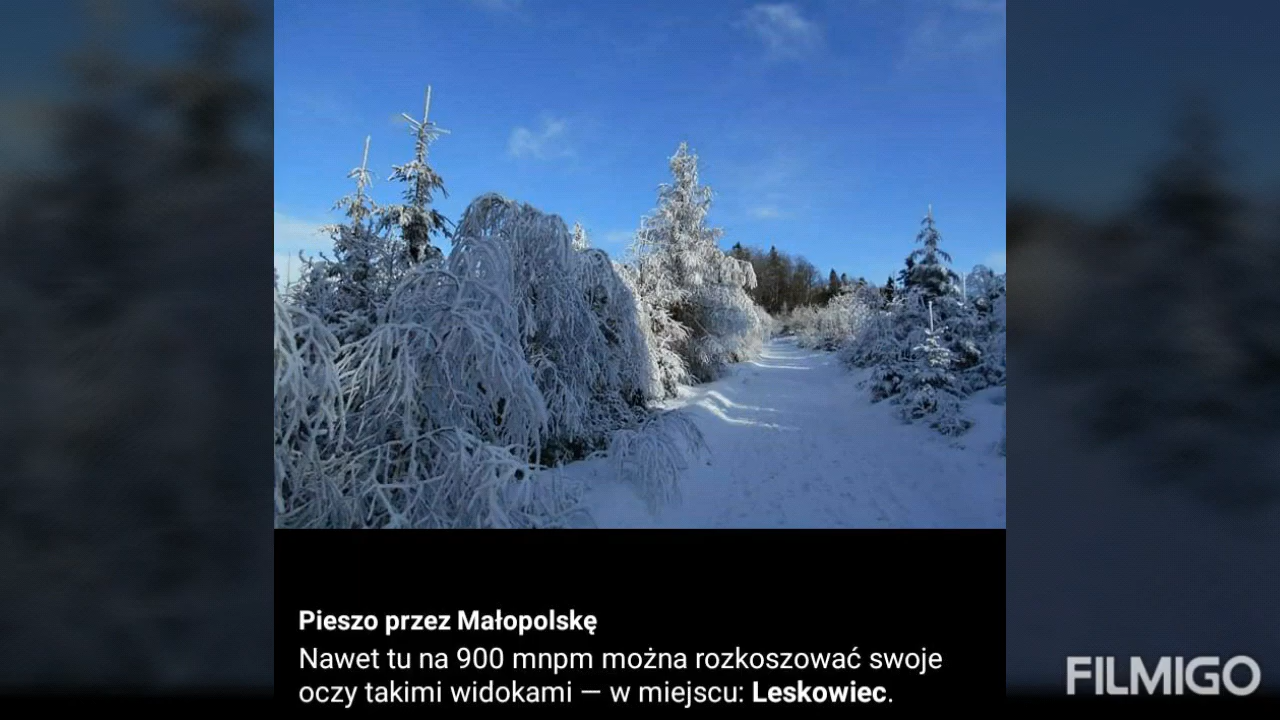 Pieszo przez Małopolskę
Nawet tu na 900 mnpm można rozkoszować swoje
oczy takimi widokami — w miejscu: Leskowiec.
FILMIGO